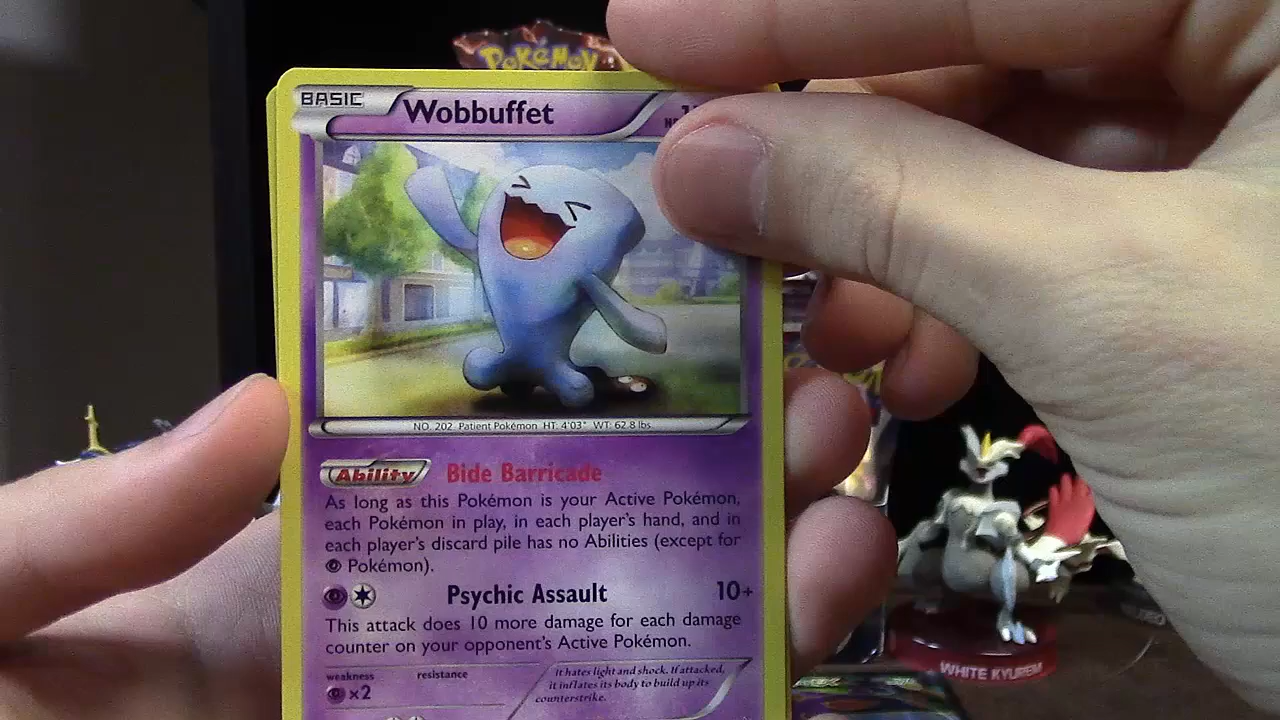 POKéMON
BASIC Wobbuffet
NO. 202 Patient Pokémon HT: 4'03" WT: 62.8 lbs.
Ability Bide Barricade
As long as this Pokémon is your Active Pokémon,
each Pokémon in play, in each player's hand, and in
each player's discard pile has no Abilities (except for
Pokémon).
Psychic Assault 10+
This attack does 10 more damage for each damage
counter on your opponent's Active Pokémon.
weakness resistance
×2
It hates light and shock. If attacked,
it inflates its body to build up its
counterstrike.
WHITE KYUREM